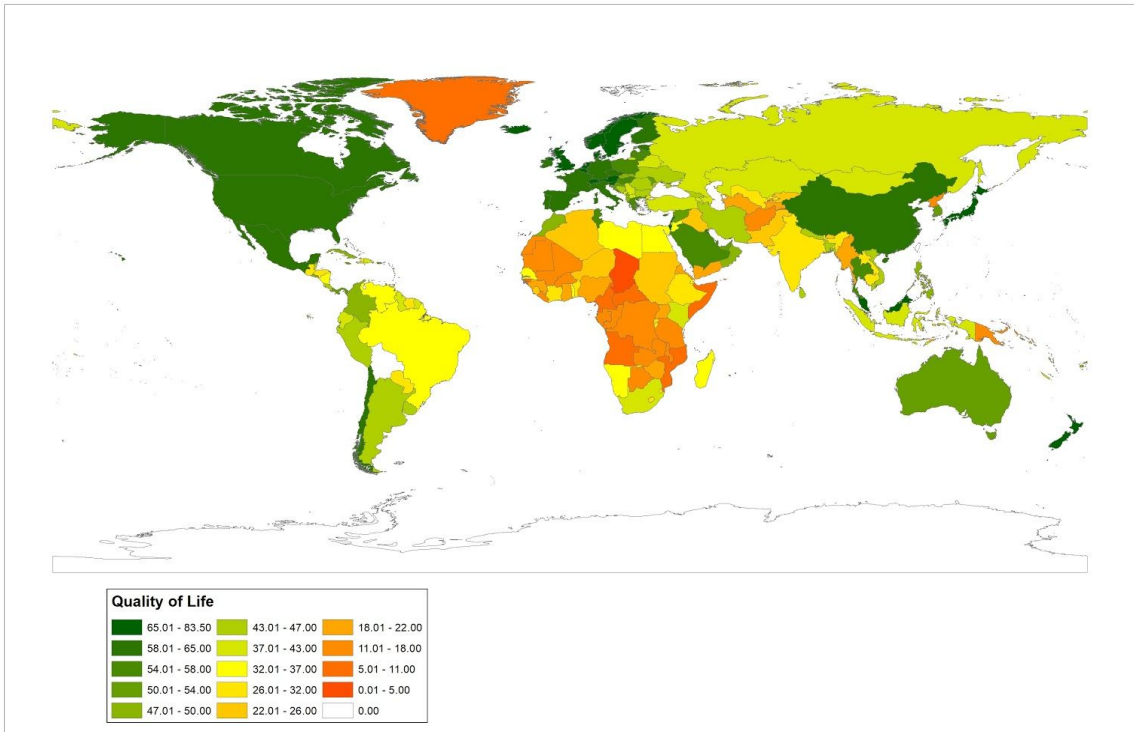 Quality of Life
65.01 - 83.50 43.01 - 47.00 18.01 - 22.00
58.01 - 65.00 37.01 - 43.00 11.01 - 18.00
54.01 - 58.00 32.01 - 37.00 5.01 - 11.00
50.01 - 54.00 26.01 - 32.00 0.01 - 5.00
47.01 - 50.00 22.01 - 26.00 0.00